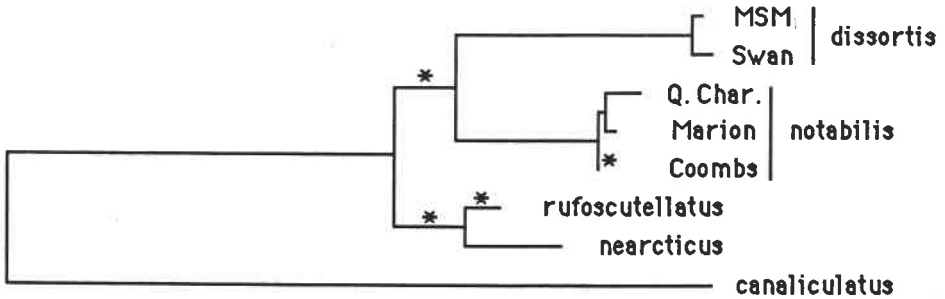 MSM
dissortis
Swan
*
Q. Char.
Marion
notabilis
*
Coombs
*
rufoscutellatus
*
nearcticus
canaliculatus